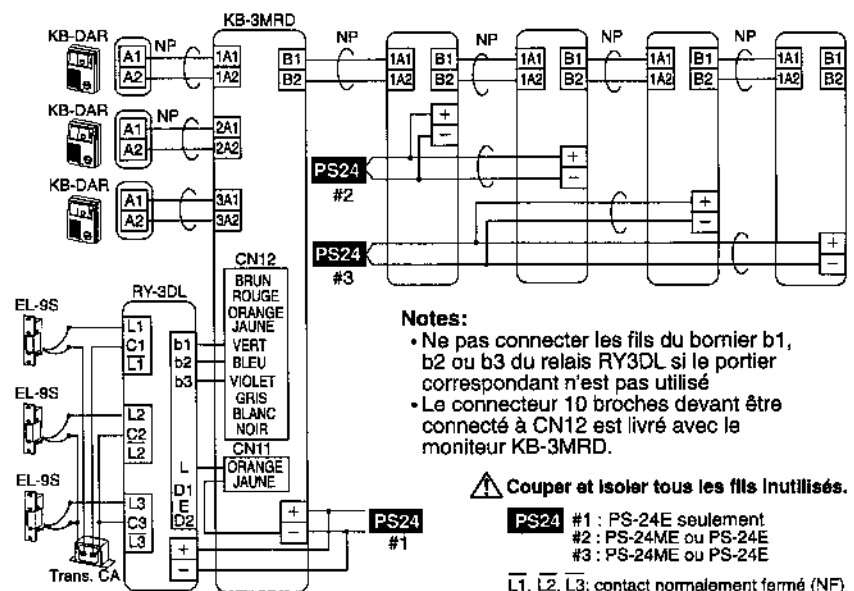 KB-3MRD
KB-DAR A1 NP 1A1 B1 NP 1A1 B1 NP 1A1 B1 NP 1A1 B1 NP 1A1 B1
A2 1A2 B2 1A2 B2 1A2 B2 1A2 B2 1A2 B2
KB-DAR A1 NP 2A1
A2 2A2
+
−
PS24 +
#2 −
KB-DAR A1 3A1
A2 3A2
+
−
PS24 +
#3 −
CN12
BRUN
ROUGE
ORANGE
JAUNE
VERT
BLEU
VIOLET
GRIS
BLANC
NOIR
CN11
ORANGE
JAUNE
+
−
RY-3DL
EL-9S L1
C1
L1
EL-9S L2
C2
L2
EL-9S L3
C3
L3
Trans. CA
b1
b2
b3
L
D1
E
D2
+
−
PS24
#1
Notes:
• Ne pas connecter les fils du bornier b1,
b2 ou b3 du relais RY3DL si le portier
correspondant n'est pas utilisé
• Le connecteur 10 broches devant être
connecté à CN12 est livré avec le
moniteur KB-3MRD.
Couper et isoler tous les fils inutilisés.
PS24 #1 : PS-24E seulement
#2 : PS-24ME ou PS-24E
#3 : PS-24ME ou PS-24E
L1, L2, L3: contact normalement fermé (NF)